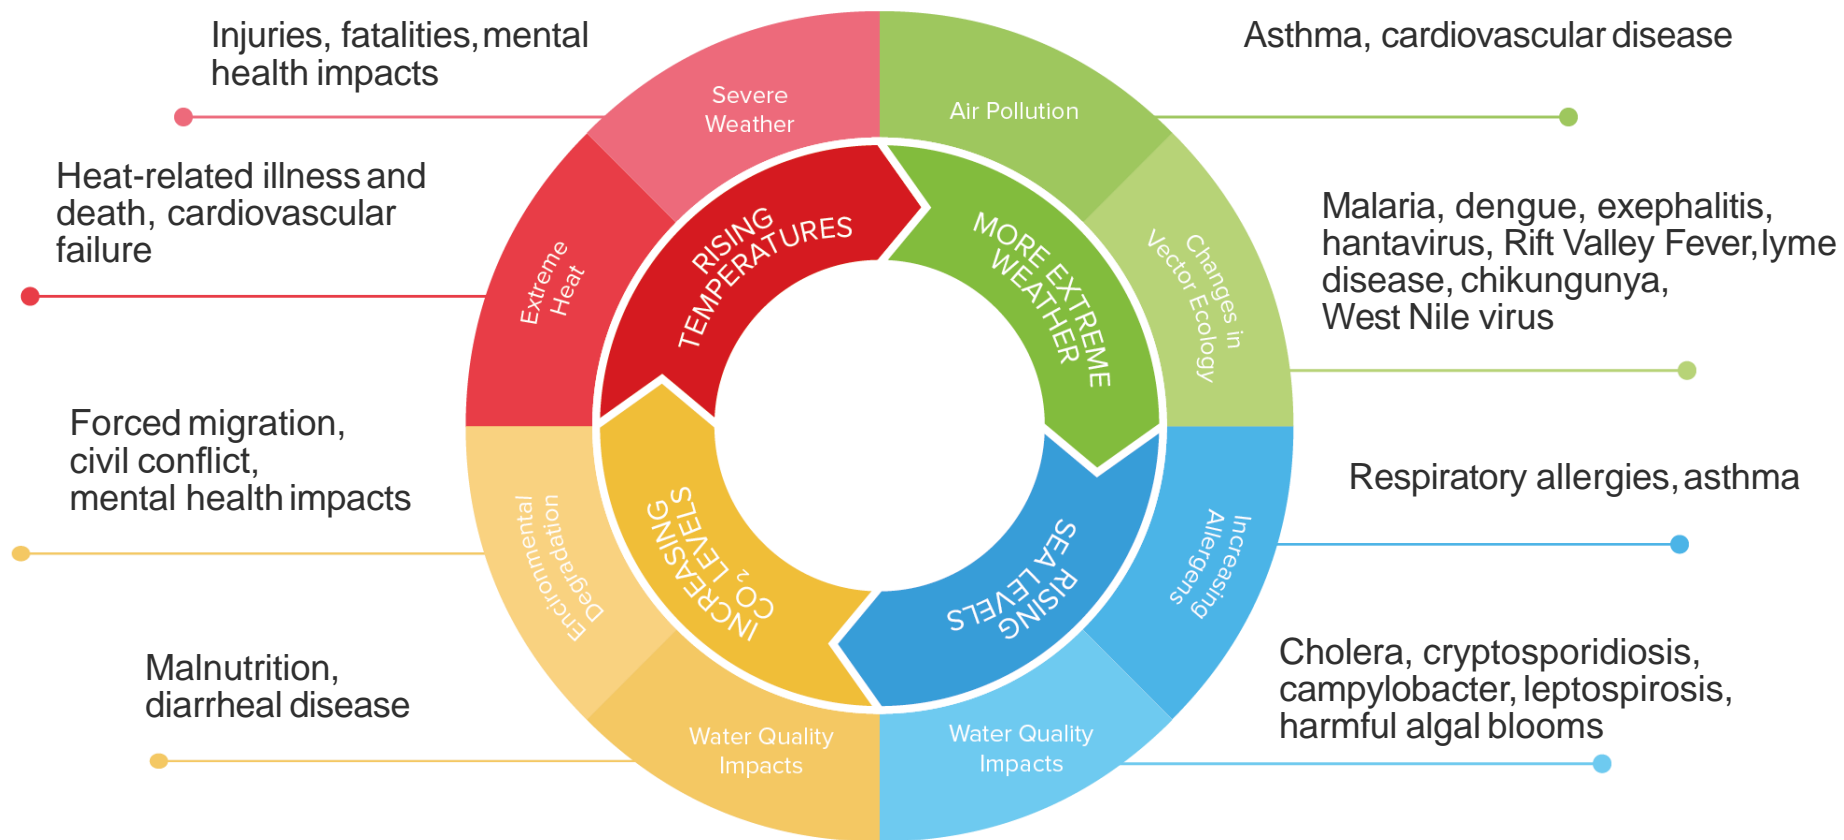 Injuries, fatalities, mental
health impacts
Asthma, cardiovascular disease
Severe
Weather
Air Pollution
Heat-related illness and
death, cardiovascular
failure
Extreme
Heat
RISING
TEMPERATURES
MORE EXTREME
WEATHER
Changes in
Vector Ecology
Malaria, dengue, exephalitis,
hantavirus, Rift Valley Fever, lyme
disease, chikungunya,
West Nile virus
Forced migration,
civil conflict,
mental health impacts
Encironmental
Degradation
INCREASING
CO₂ LEVELS
RISING
SEA LEVELS
Increasing
Allergens
Respiratory allergies, asthma
Malnutrition,
diarrheal disease
Water Quality
Impacts
Water Quality
Impacts
Cholera, cryptosporidiosis,
campylobacter, leptospirosis,
harmful algal blooms